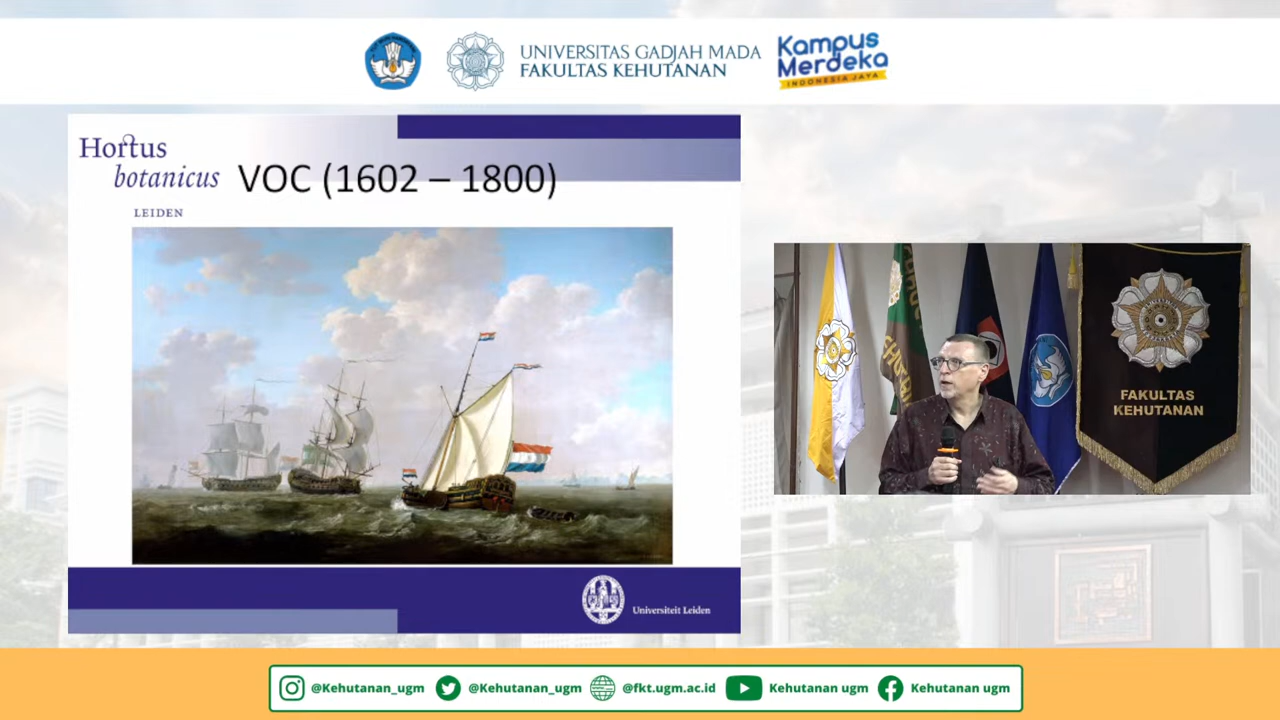 UNIVERSITAS GADJAH MADA
FAKULTAS KEHUTANAN
Kampus
Merdeka
INDONESIA JAYA
Hortus
botanicus
LEIDEN
VOC (1602 – 1800)
Universiteit Leiden
FAKULTAS
KEHUTANAN
@Kehutanan_ugm
@Kehutanan_ugm
@fkt.ugm.ac.id
Kehutanan ugm
Kehutanan ugm